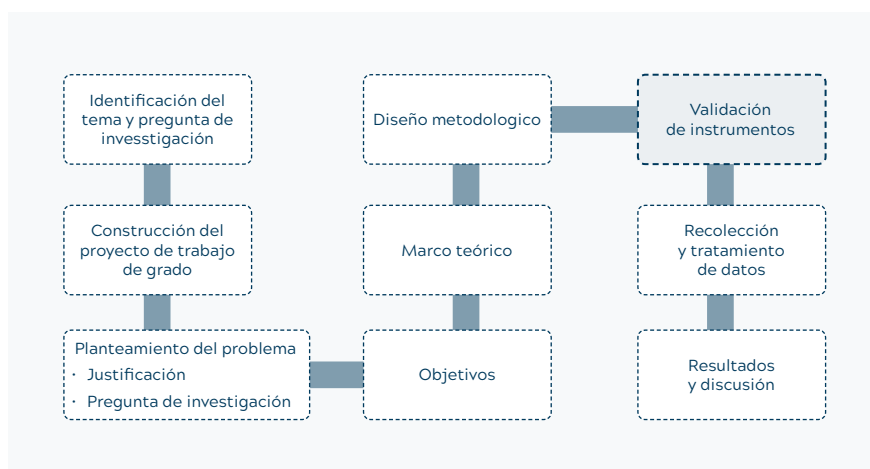 Identificación del
tema y pregunta de
invesstigación
Construcción del
proyecto de trabajo
de grado
Planteamiento del problema
· Justificación
· Pregunta de investigación
Objetivos
Marco teórico
Diseño metodologico
Validación
de instrumentos
Recolección
y tratamiento
de datos
Resultados
y discusión